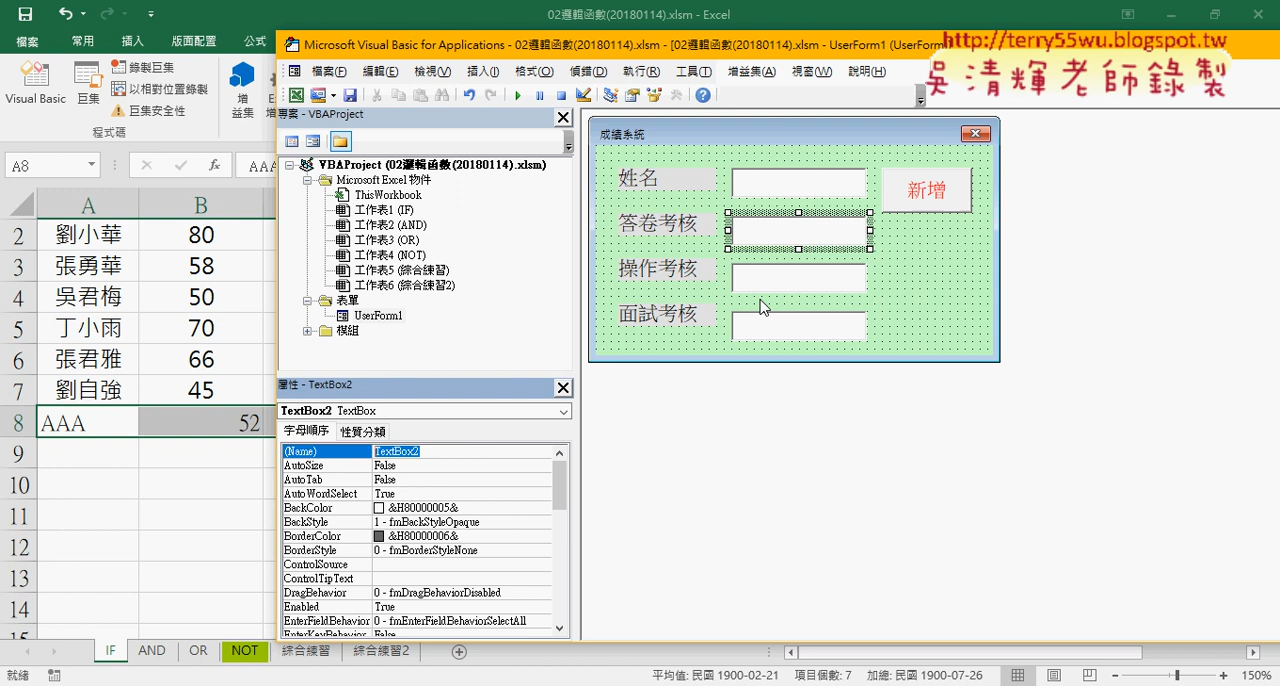 02邏輯函數(20180114).xlsm - Excel
檔案 常用 插入 版面配置 公式
Visual Basic 巨集 錄製巨集 以相對位置錄製 巨集安全性 增益集
程式碼
A8 fx AAA
A B
2 劉小華 80
3 張勇華 58
4 吳君梅 50
5 丁小雨 70
6 張君雅 66
7 劉自強 45
8 AAA 52
9
10
11
12
13
14
15
IF AND OR NOT 綜合練習 綜合練習2
就緒 平均值: 民國 1900-02-21 項目個數: 7 加總: 民國 1900-07-26 150%
Microsoft Visual Basic for Applications - 02邏輯函數(20180114).xlsm - [02邏輯函數(20180114).xlsm - UserForm1 (UserForm
http://terry55wu.blogspot.tw
吳清輝老師錄製
檔案(F) 編輯(E) 檢視(V) 插入(I) 格式(O) 偵錯(D) 執行(R) 工具(T) 增益集(A) 視窗(W) 說明(H)
專案 - VBAProject
VBAProject (02邏輯函數(20180114).xlsm)
Microsoft Excel 物件
ThisWorkbook
工作表1 (IF)
工作表2 (AND)
工作表3 (OR)
工作表4 (NOT)
工作表5 (綜合練習)
工作表6 (綜合練習2)
表單
UserForm1
模組
屬性 - TextBox2
TextBox2 TextBox
字母順序 性質分類
(Name) TextBox2
AutoSize False
AutoTab False
AutoWordSelect True
BackColor &H80000005&
BackStyle 1 - fmBackStyleOpaque
BorderColor &H80000006&
BorderStyle 0 - fmBorderStyleNone
ControlSource
ControlTipText
DragBehavior 0 - fmDragBehaviorDisabled
Enabled True
EnterFieldBehavior 0 - fmEnterFieldBehaviorSelectAll
EnterKeyBehavior False
成績系統
姓名 新增
答卷考核
操作考核
面試考核